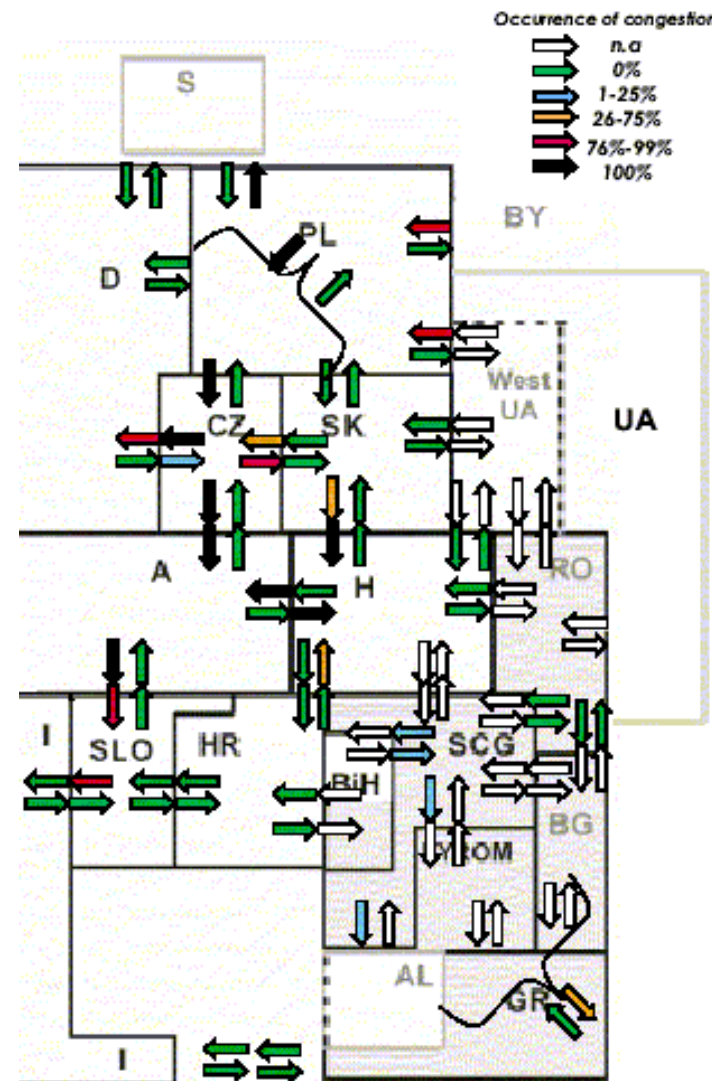 Occurrence of congestion
n.a
0%
1-25%
26-75%
76%-99%
100%
S
BY
PL
D
West
UA
UA
CZ
SK
A
H
RO
I
SLO
HR
SCG
BiH
BG
YROM
AL
GR
I